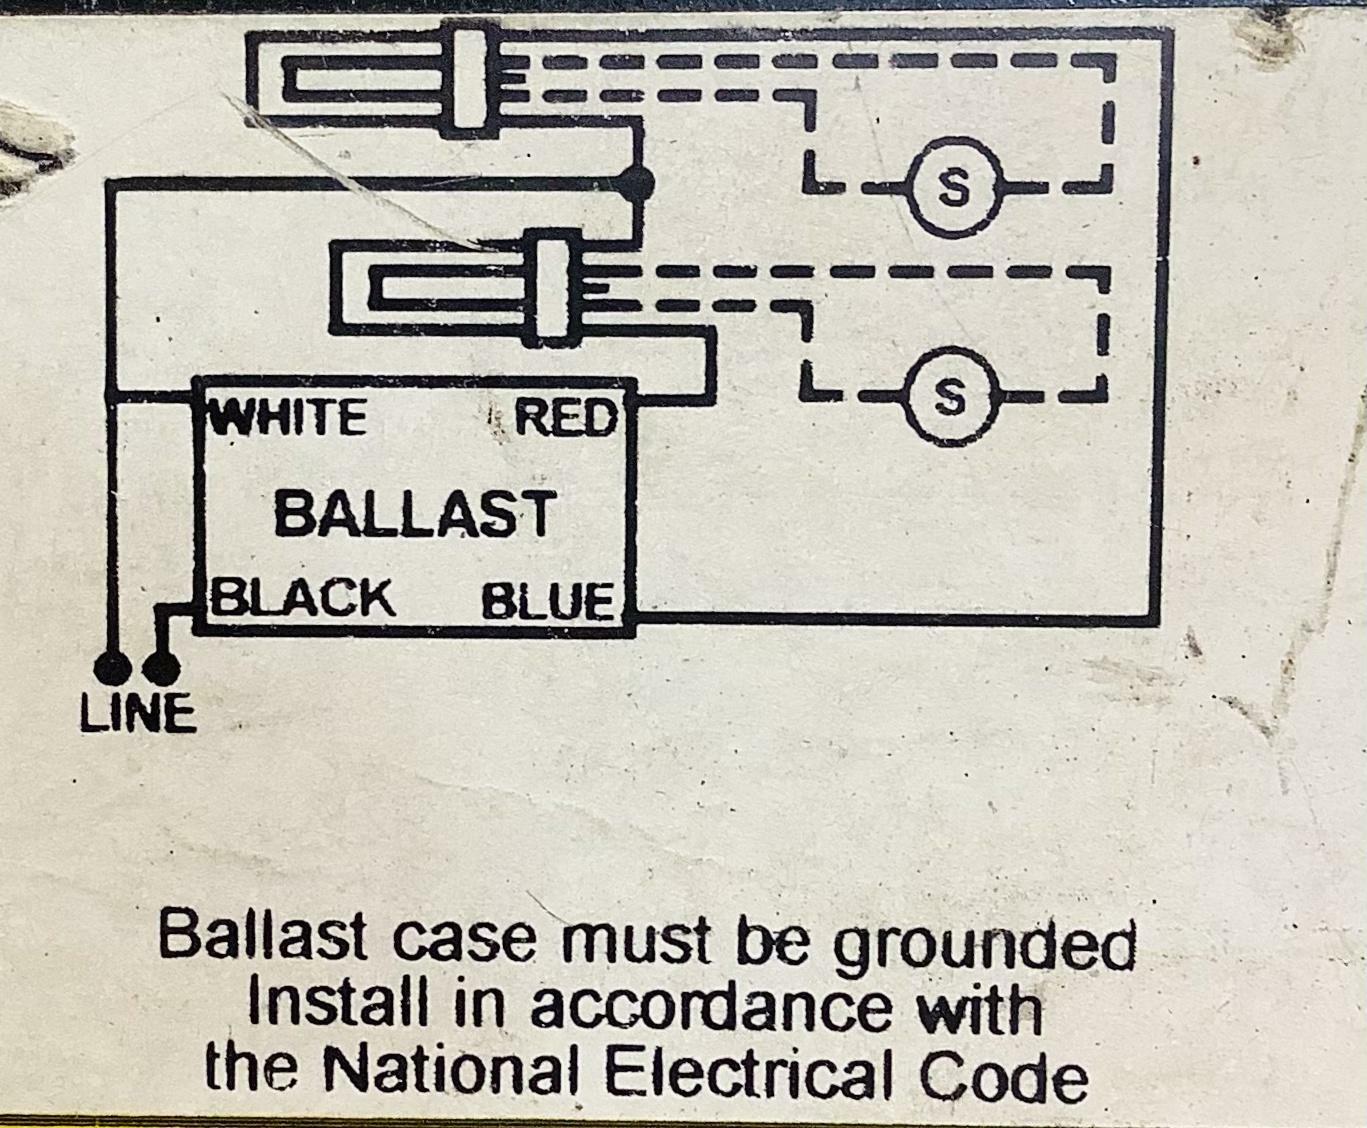 S
S
WHITE RED
BALLAST
BLACK BLUE
LINE
Ballast case must be grounded
Install in accordance with
the National Electrical Code